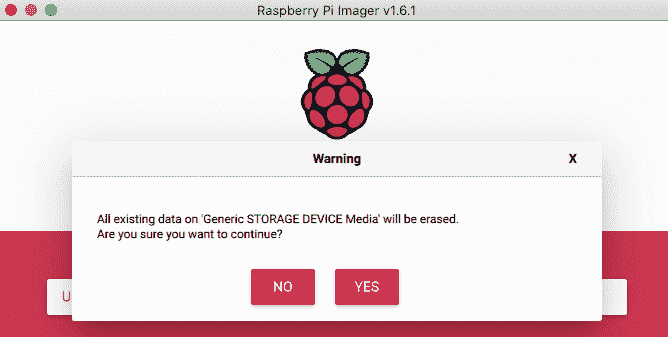 Raspberry Pi Imager v1.6.1
Warning
X
All existing data on 'Generic STORAGE DEVICE Media' will be erased.
Are you sure you want to continue?
NO
YES